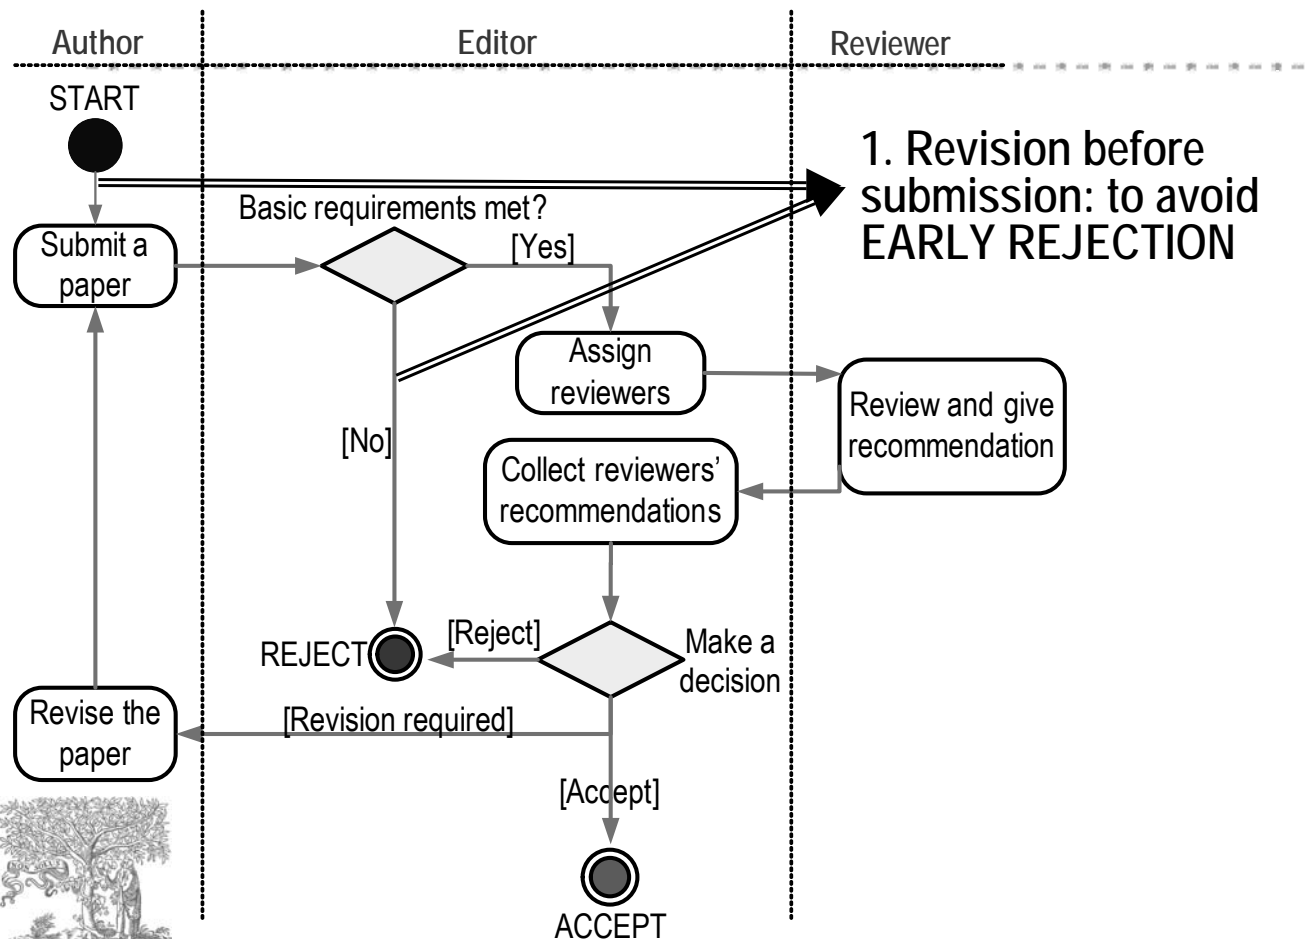 Author
Editor
Reviewer
START
1. Revision before
submission: to avoid
EARLY REJECTION
Basic requirements met?
Submit a
paper
[Yes]
Assign
reviewers
Review and give
recommendation
[No]
Collect reviewers’
recommendations
REJECT
[Reject]
Make a
decision
Revise the
paper
[Revision required]
[Accept]
ACCEPT